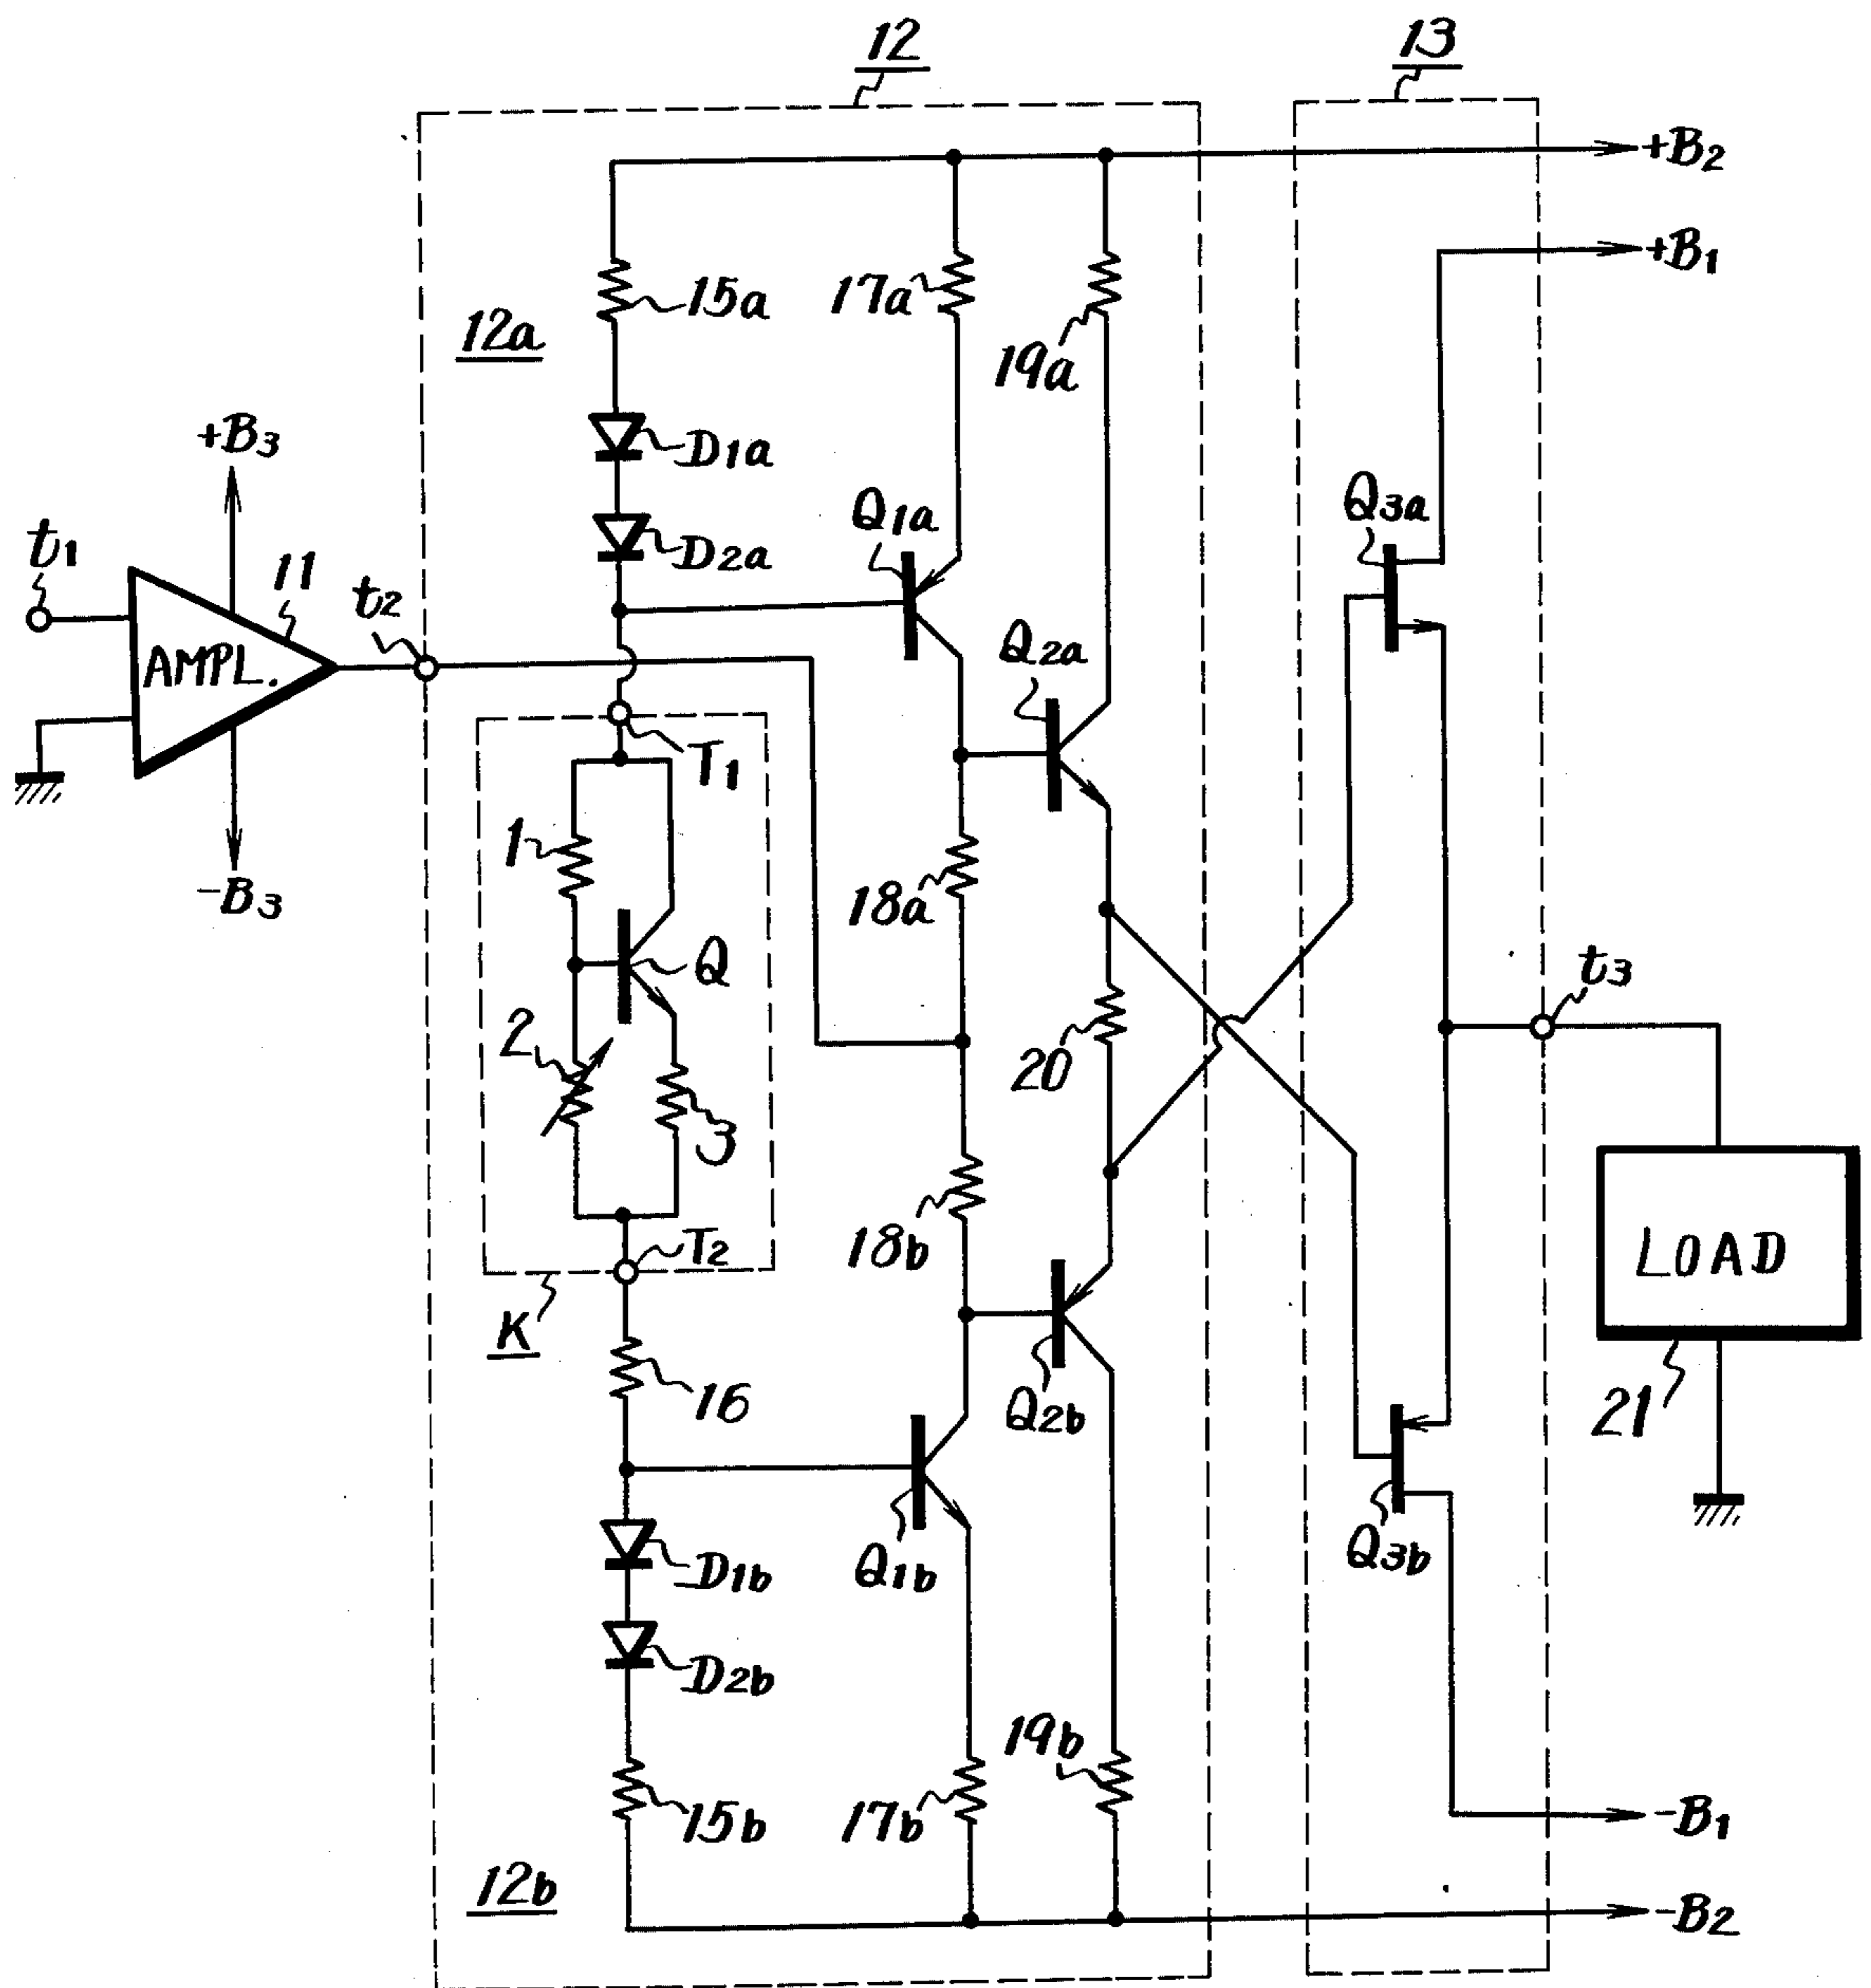 12
13
+B2
+B1
15a
17a
12a
19a
+B3
D1a
Q1a
Q3a
t1
11
t2
D2a
AMPL.
Q2a
T1
1
-B3
18a
Q
t3
2
20
3
18b
T2
LOAD
K
16
Q2b
21
D1b
Q1b
Q3b
D2b
19b
15b
17b
-B1
12b
-B2